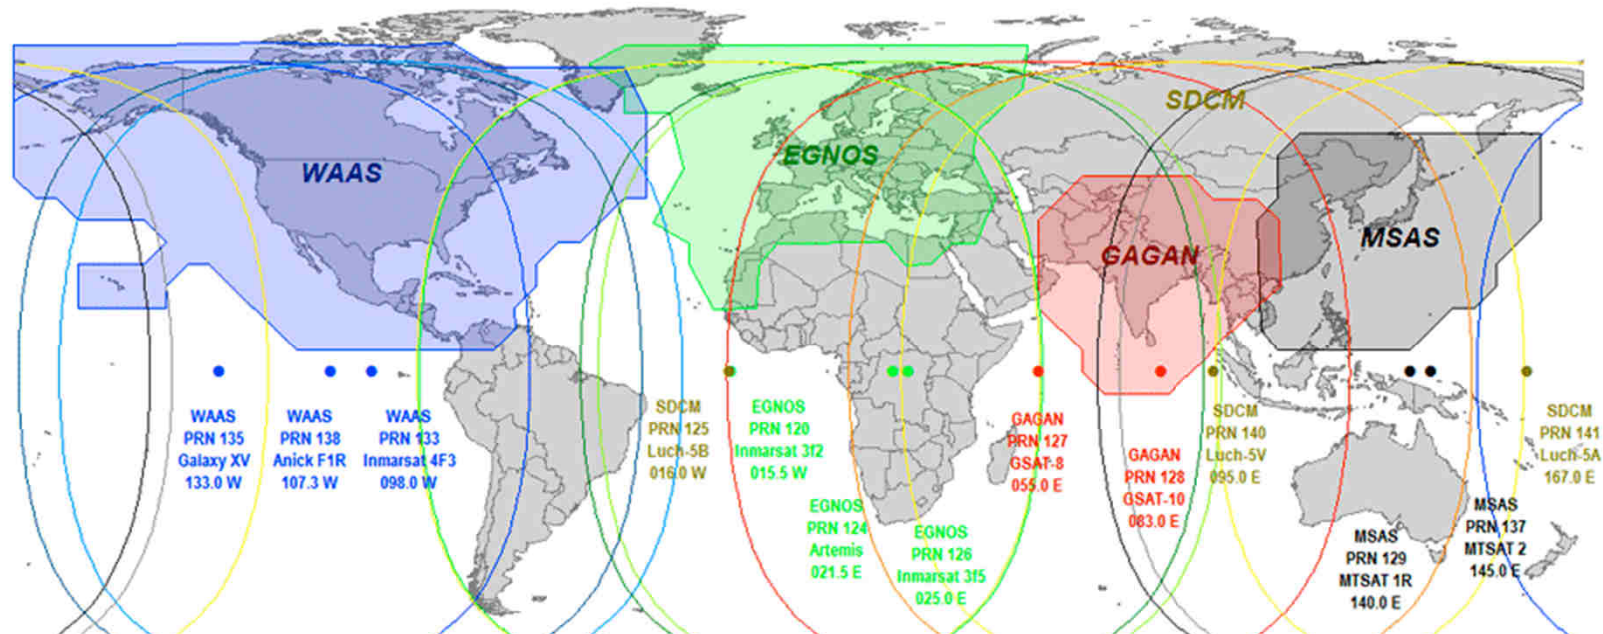 SDCM
WAAS
EGNOS
MSAS
GAGAN
WAAS
PRN 135
Galaxy XV
133.0 W
WAAS
PRN 138
Anick F1R
107.3 W
WAAS
PRN 133
Inmarsat 4F3
098.0 W
SDCM
PRN 125
Luch-5B
016.0 W
EGNOS
PRN 120
Inmarsat 3f2
015.5 W
EGNOS
PRN 124
Artemis
021.5 E
EGNOS
PRN 126
Inmarsat 3f5
025.0 E
GAGAN
PRN 127
GSAT-8
055.0 E
GAGAN
PRN 128
GSAT-10
083.0 E
SDCM
PRN 140
Luch-5V
095.0 E
MSAS
PRN 129
MTSAT 1R
140.0 E
MSAS
PRN 137
MTSAT 2
145.0 E
SDCM
PRN 141
Luch-5A
167.0 E